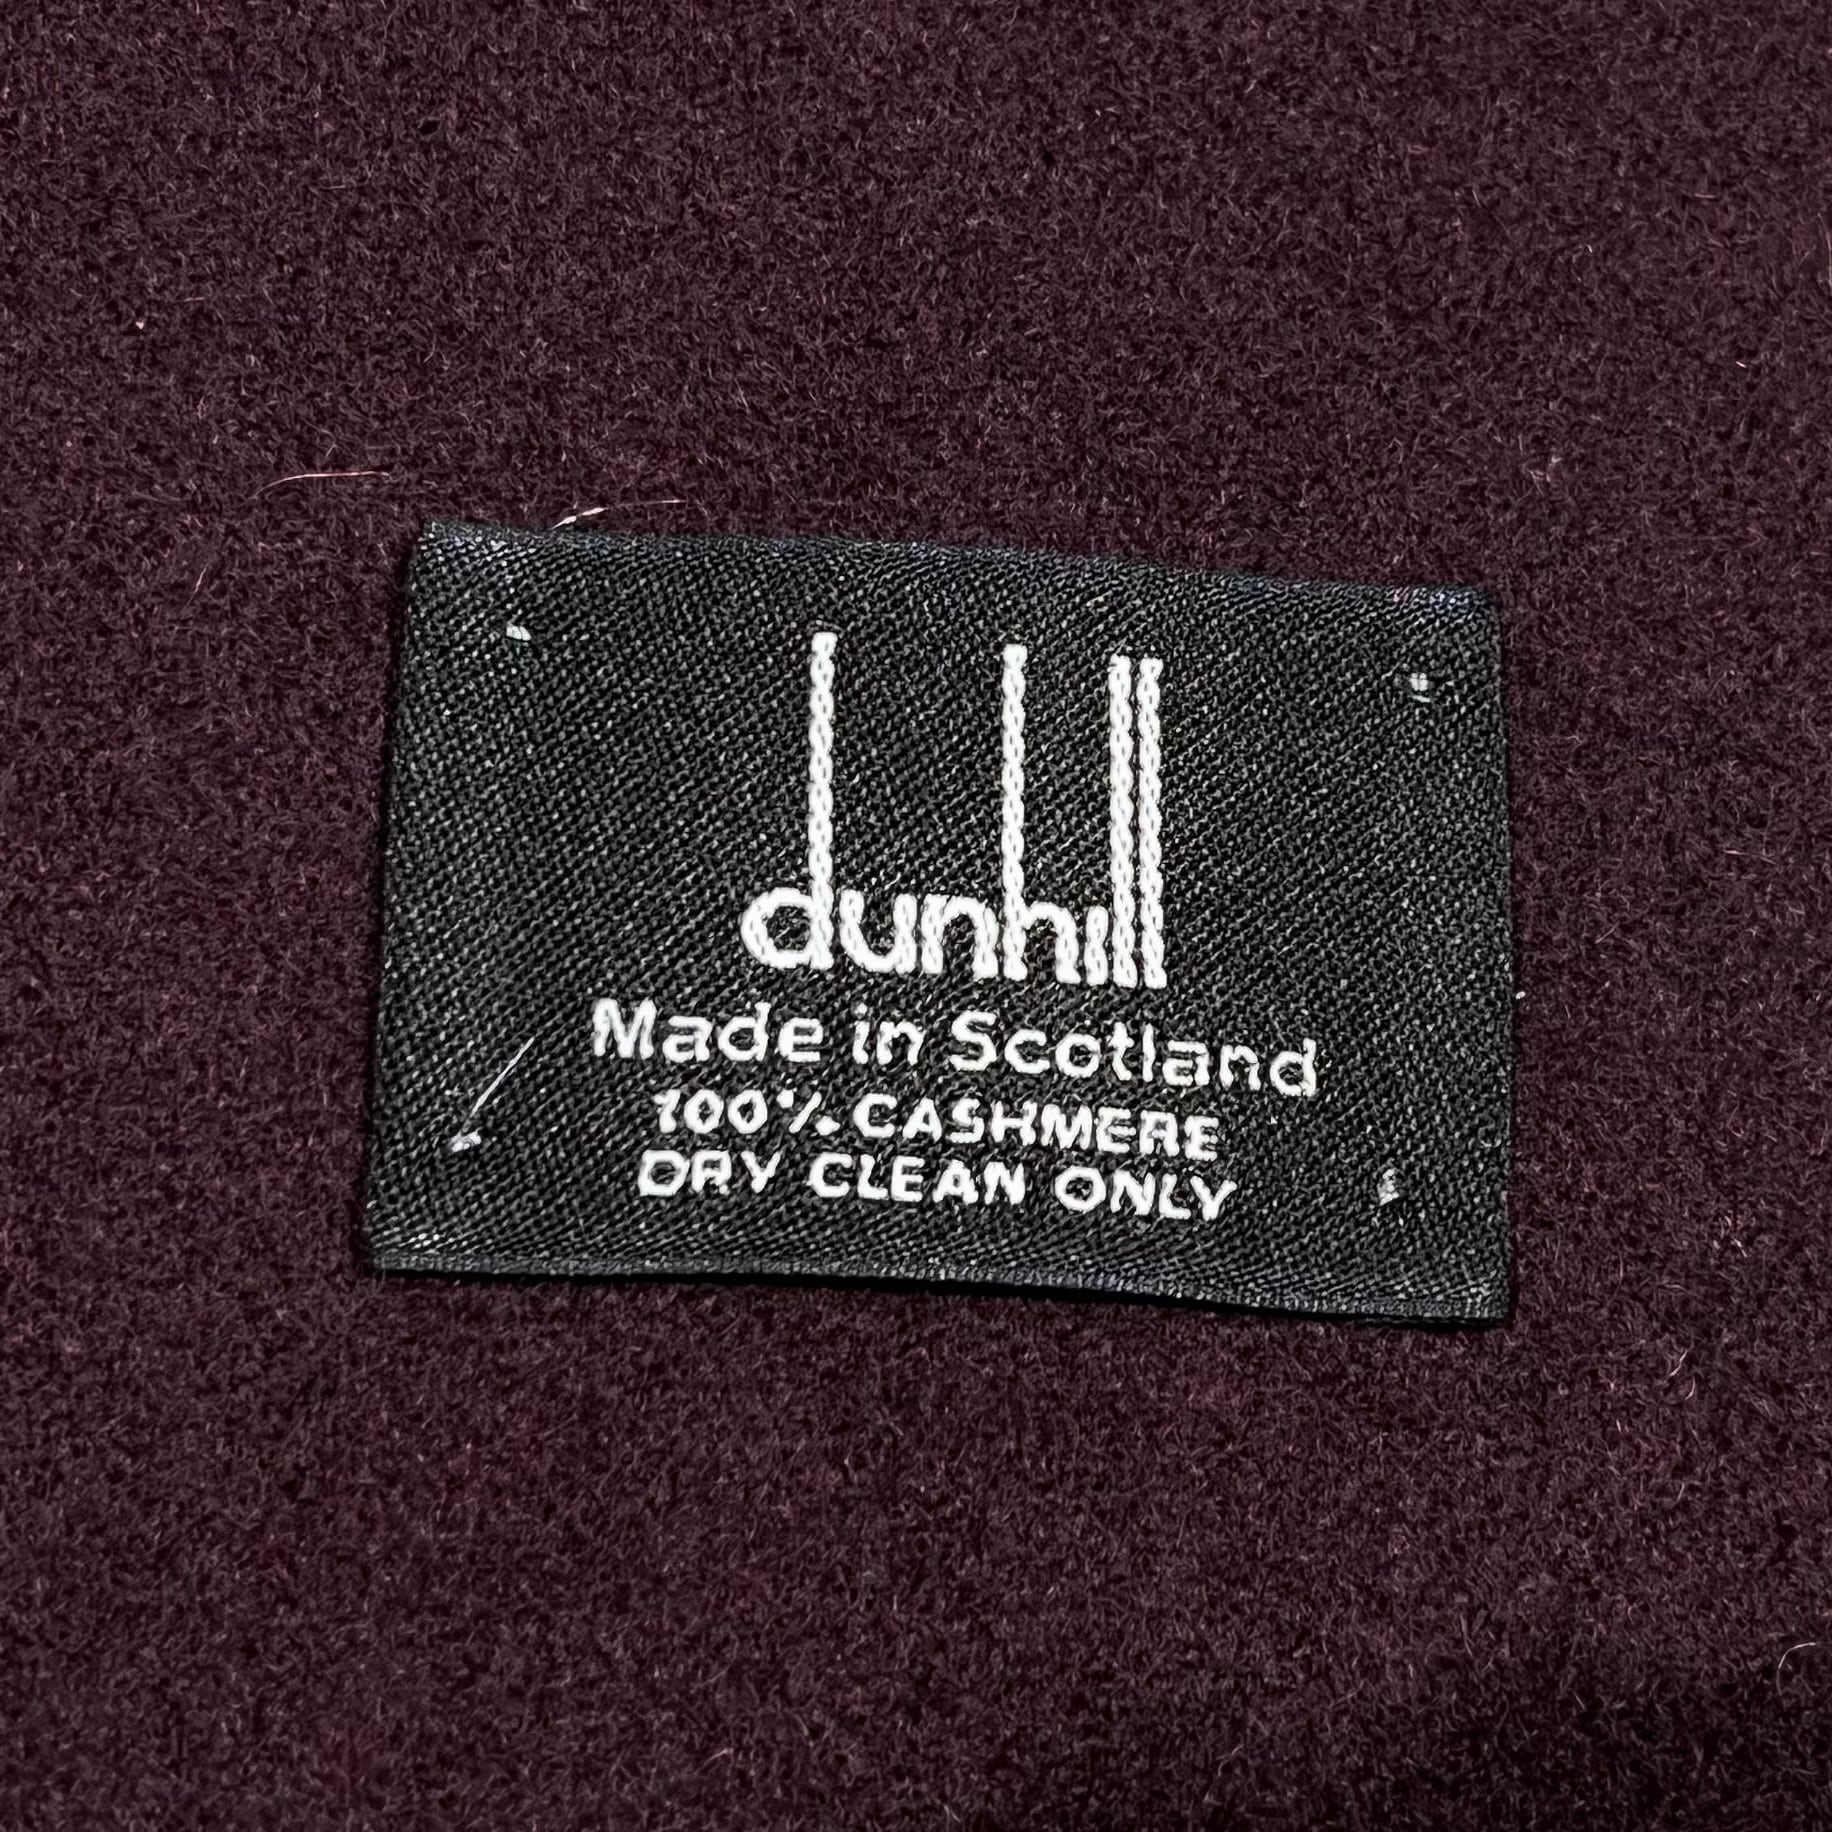 dunhill
Made in Scotland
100% CASHMERE
DRY CLEAN ONLY